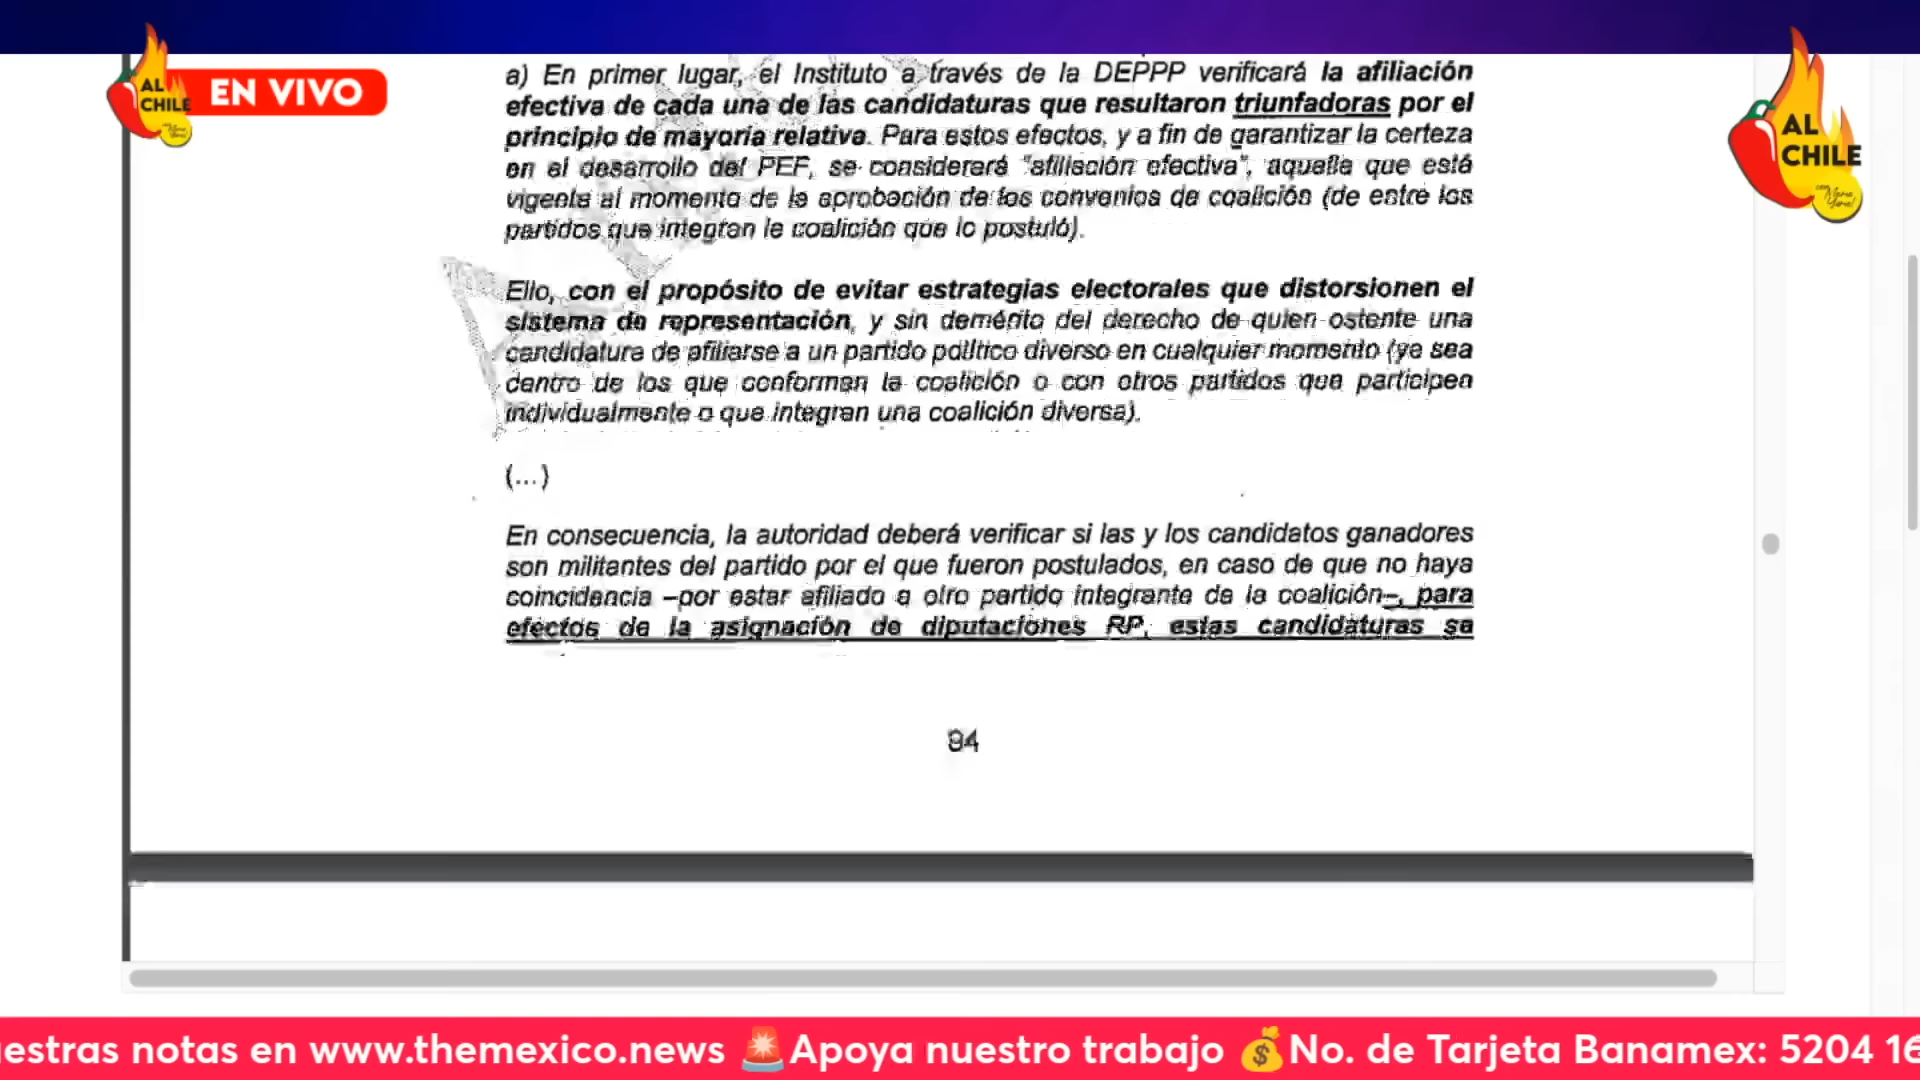 AL
CHILE
EN VIVO
AL
CHILE
a) En primer lugar, el Instituto a través de la DEPPP verificará la afiliación
efectiva de cada una de las candidaturas que resultaron triunfadoras por el
principio de mayoría relativa. Para estos efectos, y a fin de garantizar la certeza
en el desarrollo del PEF, se considerará "afiliación efectiva", aquella que esté
vigente al momento de la aprobación de los convenios de coalición (de entre los
partidos que integran la coalición que lo postuló).
Ello, con el propósito de evitar estrategias electorales que distorsionen el
sistema de representación, y sin demérito del derecho de quien ostente una
candidatura de afiliarse a un partido político diverso en cualquier momento (ya sea
dentro de los que conforman la coalición o con otros partidos que participen
individualmente o que integran una coalición diversa).
(...)
En consecuencia, la autoridad deberá verificar si las y los candidatos ganadores
son militantes del partido por el que fueron postulados, en caso de que no haya
coincidencia –por estar afiliado a otro partido integrante de la coalición–, para
efectos de la asignación de diputaciones RP, estas candidaturas se
94
estras notas en www.themexico.news 🚨Apoya nuestro trabajo 💰No. de Tarjeta Banamex: 5204 16